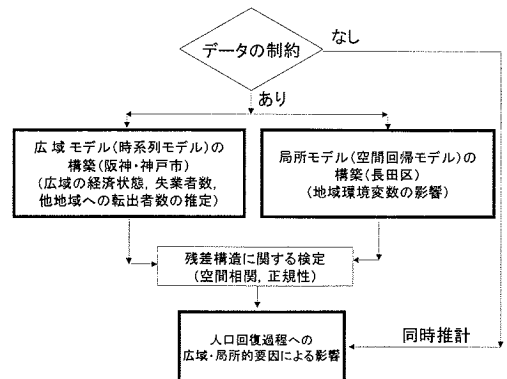 データの制約
なし
あり
広域モデル(時系列モデル)の
構築(阪神・神戸市)
(広域の経済状態, 失業者数,
他地域への転出者数の推定)
局所モデル(空間回帰モデル)の
構築(長田区)
(地域環境変数の影響)
残差構造に関する検定
(空間相関, 正規性)
同時推計
人口回復過程への
広域・局所的要因による影響